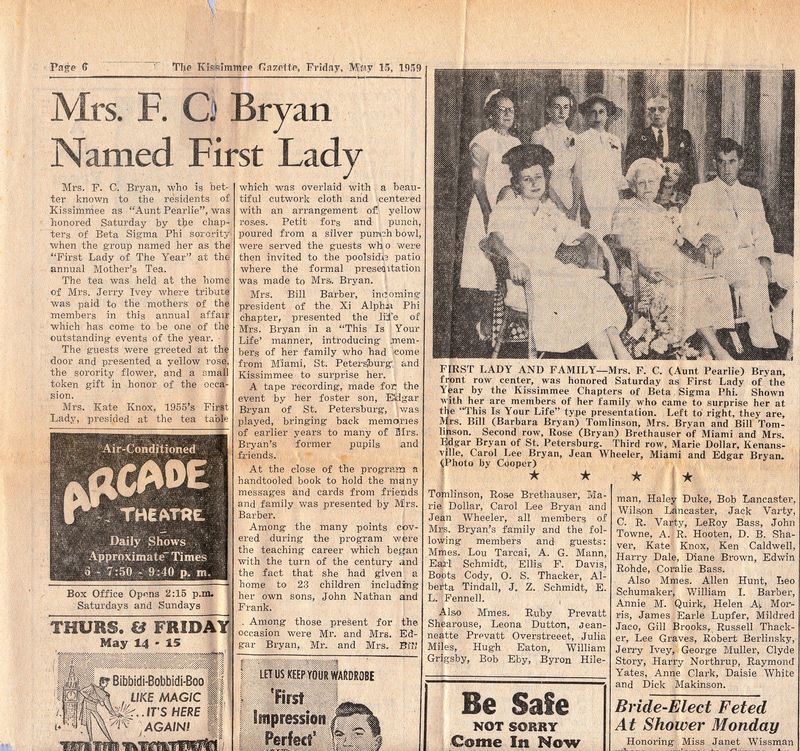 Page 6
The Kissimmee Gazette, Friday, May 15, 1959
Mrs. F. C. Bryan
Named First Lady
Mrs. F. C. Bryan, who is bet-
ter known to the residents of
Kissimmee as "Aunt Pearlie", was
honored Saturday by the chap-
ters of Beta Sigma Phi sorority
when the group named her as the
"First Lady of The Year" at the
annual Mother's Tea.
The tea was held at the home
of Mrs. Jerry Ivey where tribute
was paid to the mothers of the
members in this annual affair
which has come to be one of the
outstanding events of the year.
The guests were greeted at the
door and presented a yellow rose,
the sorority flower, and a small
token gift in honor of the occa-
sion.
Mrs. Kate Knox, 1955's First
Lady, presided at the tea table
which was overlaid with a beau-
tiful cutwork cloth and centered
with an arrangement of yellow
roses. Petit fors and punch,
poured from a silver punch bowl,
were served the guests who were
then invited to the poolside patio
where the formal presentation
was made to Mrs. Bryan.
Mrs. Bill Barber, incoming
president of the Xi Alpha Phi
chapter, presented the life of
Mrs. Bryan in a "This Is Your
Life' manner, introducing mem-
bers of her family who had come
from Miami, St. Petersburg and
Kissimmee to surprise her.
A tape recording, made for the
event by her foster son, Edgar
Bryan of St. Petersburg, was
played, bringing back memories
of earlier years to many of Mrs.
Bryan's former pupils and
friends.
At the close of the program a
handtooled book to hold the many
messages and cards from friends
and family was presented by Mrs.
Barber.
Among the many points cov-
ered during the program were
the teaching career which began
with the turn of the century and
the fact that she had given a
home to 23 children including
her own sons, John Nathan and
Frank.
Among those present for the
occasion were Mr. and Mrs. Ed-
gar Bryan, Mr. and Mrs. Bill
FIRST LADY AND FAMILY—Mrs. F. C. (Aunt Pearlie) Bryan,
front row center, was honored Saturday as First Lady of the
Year by the Kissimmee Chapters of Beta Sigma Phi. Shown
with her are members of her family who came to surprise her at
the "This Is Your Life" type presentation. Left to right, they are,
Mrs. Bill (Barbara Bryan) Tomlinson, Mrs. Bryan and Bill Tom-
linson. Second row, Rose (Bryan) Brethauser of Miami and Mrs.
Edgar Bryan of St. Petersburg. Third row, Marie Dollar, Kenans-
ville, Carol Lee Bryan, Jean Wheeler, Miami and Edgar Bryan.
(Photo by Cooper)
Tomlinson, Rose Brethauser, Ma-
rie Dollar, Carol Lee Bryan and
Jean Wheeler, all members of
Mrs. Bryan's family and the fol-
lowing members and guests:
Mmes. Lou Tarcai, A. G. Mann,
Earl Schmidt, Ellis F. Davis,
Boots Cody, O. S. Thacker, Al-
berta Tindall, J. Z. Schmidt, E.
L. Fennell.
Also Mmes. Ruby Prevatt
Shearouse, Leona Dutton, Jean-
neatte Prevatt Overstreeet, Julia
Miles, Hugh Eaton, William
Grigsby, Bob Eby, Byron Hile-
man, Haley Duke, Bob Lancaster,
Wilson Lancaster, Jack Varty,
C. R. Varty, LeRoy Bass, John
Towne, A. R. Hooten, D. B. Sha-
ver, Kate Knox, Ken Caldwell,
Harry Dale, Diane Brown, Edwin
Rohde, Coralie Bass.
Also Mmes. Allen Hunt, Leo
Schumaker, William I. Barber,
Annie M. Quirk, Helen A. Mor-
ris, James Earle Lupfer, Mildred
Jaco, Gill Brooks, Russell Thack-
er, Lee Graves, Robert Berlinsky,
Jerry Ivey, George Muller, Clyde
Story, Harry Northrup, Raymond
Yates, Anne Clark, Daisie White
and Dick Makinson.
Air-Conditioned
ARCADE
THEATRE
Daily Shows
Approximate Times
6 - 7:50 - 9:40 p. m.
Box Office Opens 2:15 p.m.
Saturdays and Sundays
THURS. & FRIDAY
May 14 - 15
Bibbidi-Bobbidi-Boo
LIKE MAGIC
...IT'S HERE
AGAIN!
WALT DISNEY'S
LET US KEEP YOUR WARDROBE
'First
Impression
Perfect'
Be Safe
NOT SORRY
Come In Now
Bride-Elect Feted
At Shower Monday
Honoring Miss Janet Wissman